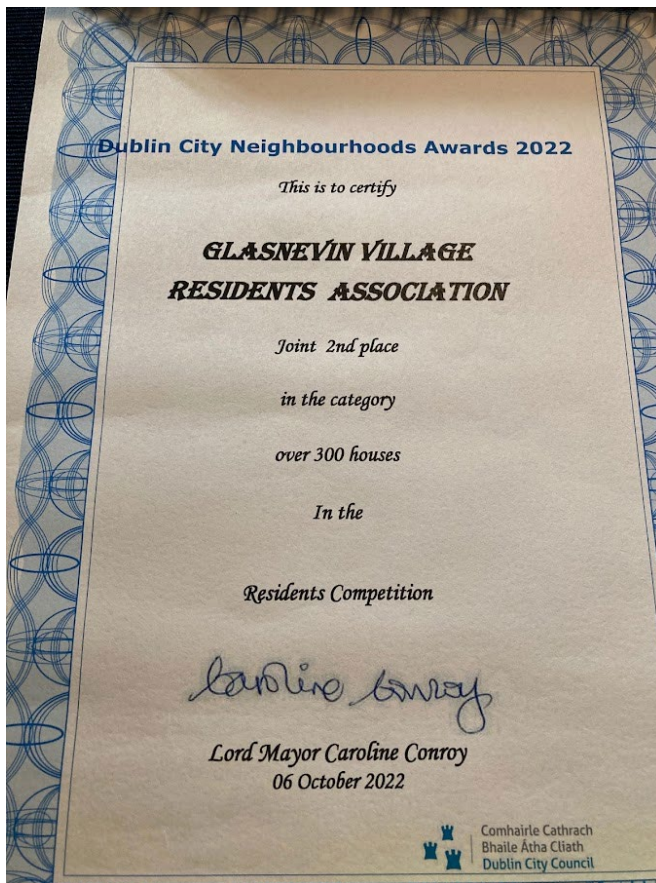 Dublin City Neighbourhoods Awards 2022
This is to certify
GLASNEVIN VILLAGE
RESIDENTS ASSOCIATION
Joint 2nd place
in the category
over 300 houses
In the
Residents Competition
Caroline Conroy
Lord Mayor Caroline Conroy
06 October 2022
Comhairle Cathrach
Bhaile Átha Cliath
Dublin City Council